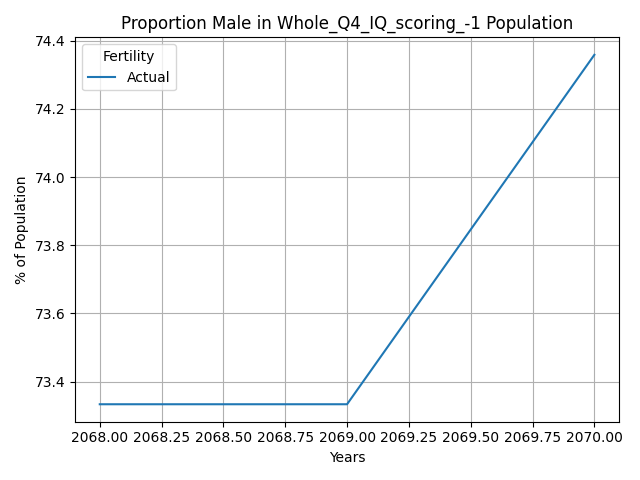 Proportion Male in Whole_Q4_IQ_scoring_-1 Population
Fertility
Actual
% of Population
74.4
74.2
74.0
73.8
73.6
73.4
2068.00 2068.25 2068.50 2068.75 2069.00 2069.25 2069.50 2069.75 2070.00
Years